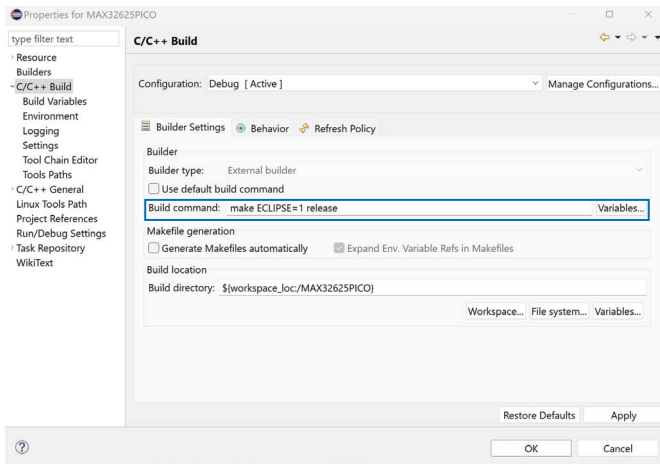 Properties for MAX32625PICO
type filter text
Resource
Builders
C/C++ Build
Build Variables
Environment
Logging
Settings
Tool Chain Editor
Tools Paths
C/C++ General
Linux Tools Path
Project References
Run/Debug Settings
Task Repository
WikiText
C/C++ Build
Configuration: Debug [ Active ]
Manage Configurations...
Builder Settings Behavior Refresh Policy
Builder
Builder type: External builder
Use default build command
Build command: make ECLIPSE=1 release Variables...
Makefile generation
Generate Makefiles automatically Expand Env. Variable Refs in Makefiles
Build location
Build directory: ${workspace_loc:/MAX32625PICO}
Workspace... File system... Variables...
Restore Defaults Apply
OK Cancel